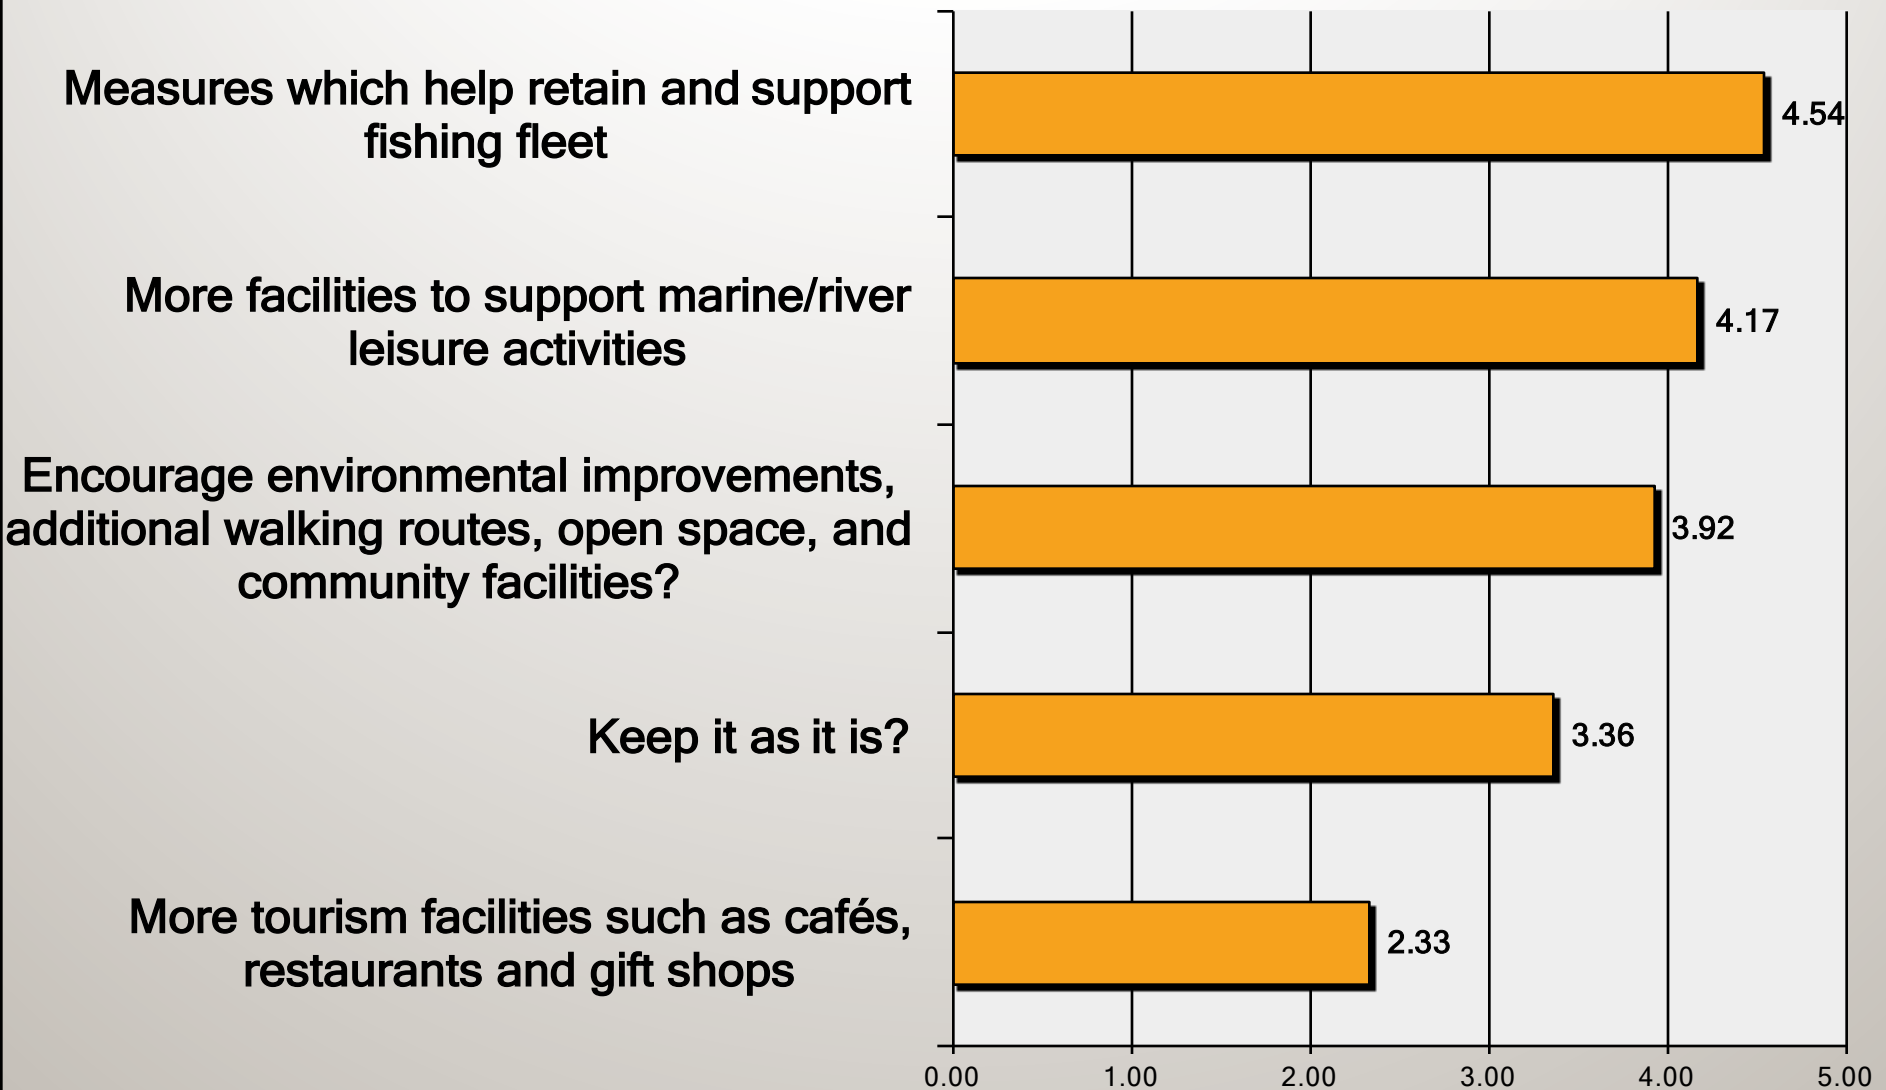 Measures which help retain and support
fishing fleet
4.54
More facilities to support marine/river
leisure activities
4.17
Encourage environmental improvements,
additional walking routes, open space, and
community facilities?
3.92
Keep it as it is?
3.36
More tourism facilities such as cafés,
restaurants and gift shops
2.33
0.00 1.00 2.00 3.00 4.00 5.00